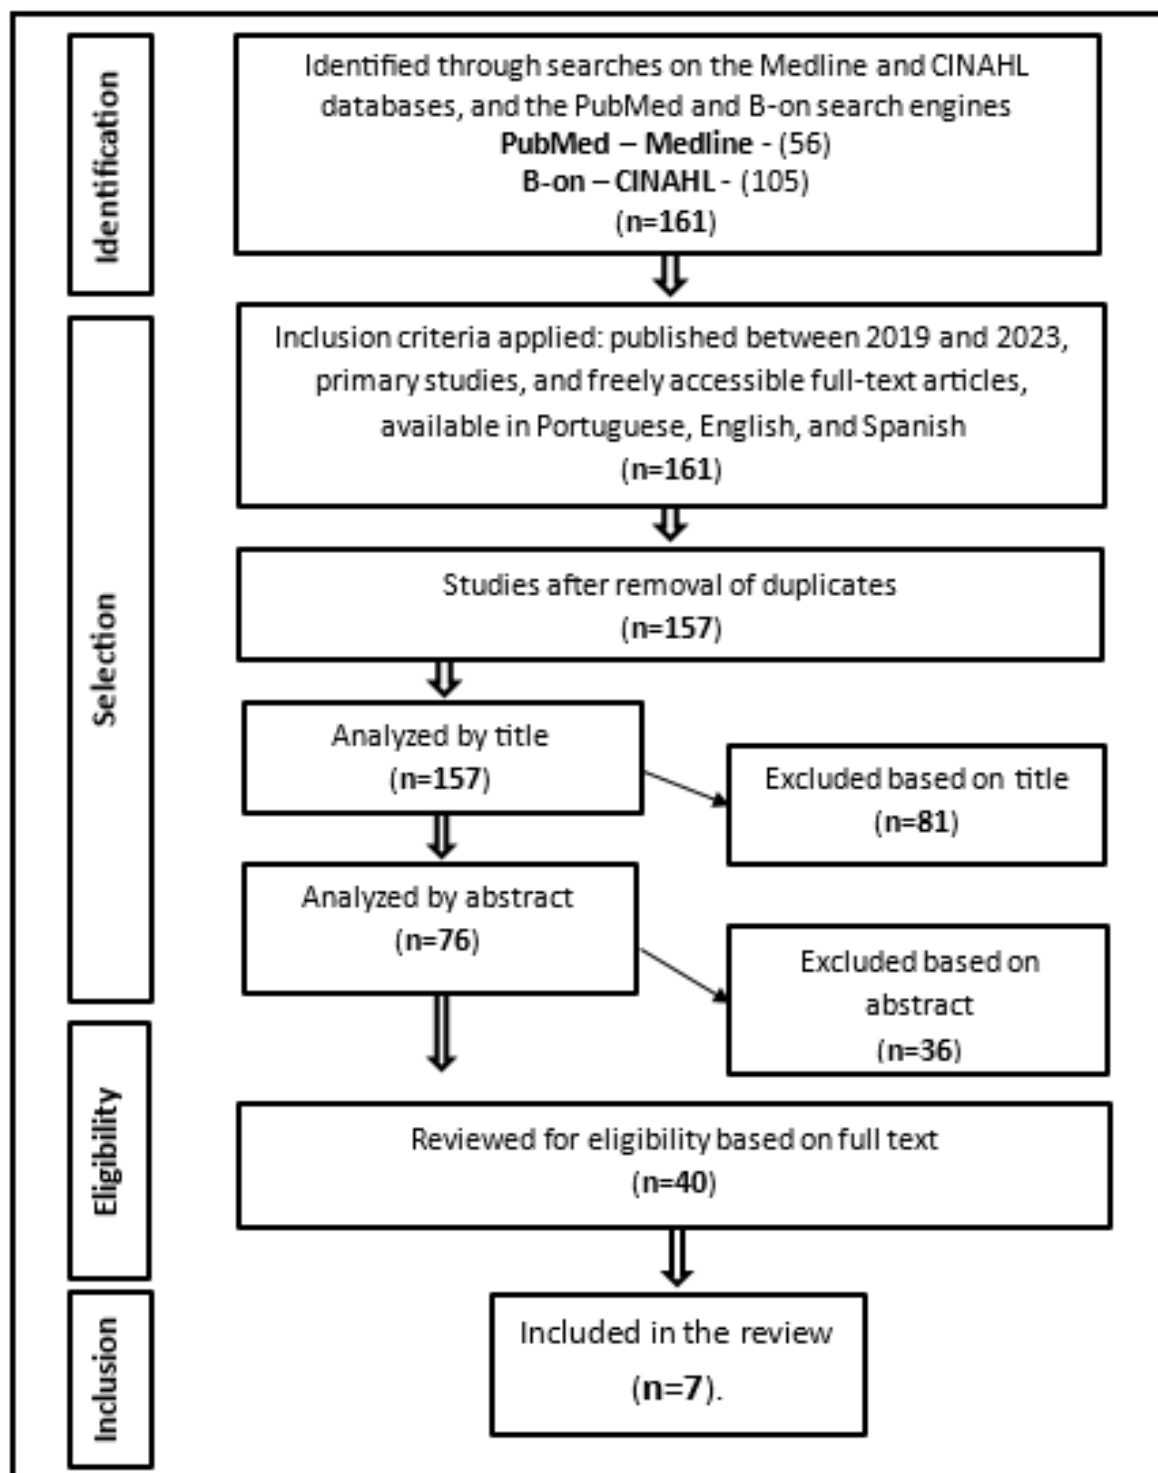 Identification
Identified through searches on the Medline and CINAHL
databases, and the PubMed and B-on search engines
PubMed – Medline - (56)
B-on – CINAHL - (105)
(n=161)
Selection
Inclusion criteria applied: published between 2019 and 2023,
primary studies, and freely accessible full-text articles,
available in Portuguese, English, and Spanish
(n=161)
Studies after removal of duplicates
(n=157)
Analyzed by title
(n=157)
Excluded based on title
(n=81)
Analyzed by abstract
(n=76)
Excluded based on
abstract
(n=36)
Eligibility
Reviewed for eligibility based on full text
(n=40)
Inclusion
Included in the review
(n=7).